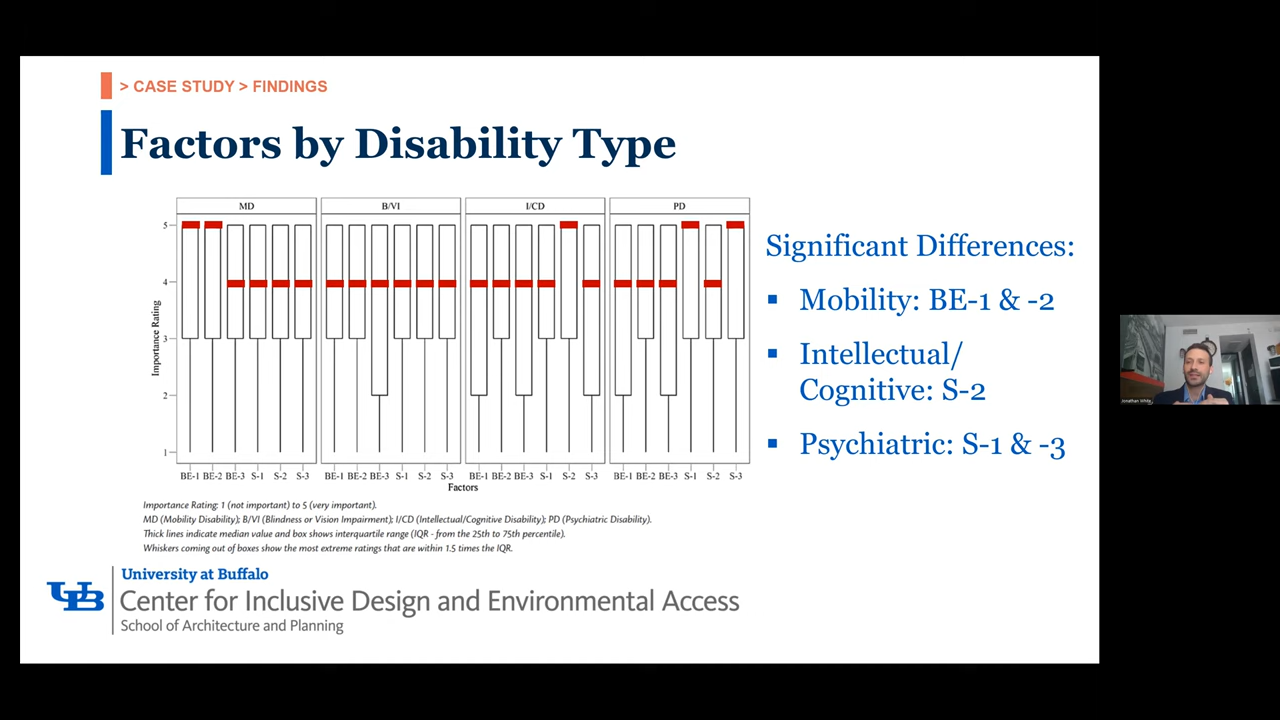 > CASE STUDY > FINDINGS
Factors by Disability Type
MD B/VI I/CD PD
5
4
3
2
1
Importance Rating
BE-1 BE-2 BE-3 S-1 S-2 S-3 BE-1 BE-2 BE-3 S-1 S-2 S-3 BE-1 BE-2 BE-3 S-1 S-2 S-3 BE-1 BE-2 BE-3 S-1 S-2 S-3
Factors
Importance Rating: 1 (not important) to 5 (very important).
MD (Mobility Disability); B/VI (Blindness or Vision Impairment); I/CD (Intellectual/Cognitive Disability); PD (Psychiatric Disability).
Thick lines indicate median value and box shows interquartile range (IQR - from the 25th to 75th percentile).
Whiskers coming out of boxes show the most extreme ratings that are within 1.5 times the IQR.
Significant Differences:
▪ Mobility: BE-1 & -2
▪ Intellectual/
Cognitive: S-2
▪ Psychiatric: S-1 & -3
UB
University at Buffalo
Center for Inclusive Design and Environmental Access
School of Architecture and Planning
Jonathan White